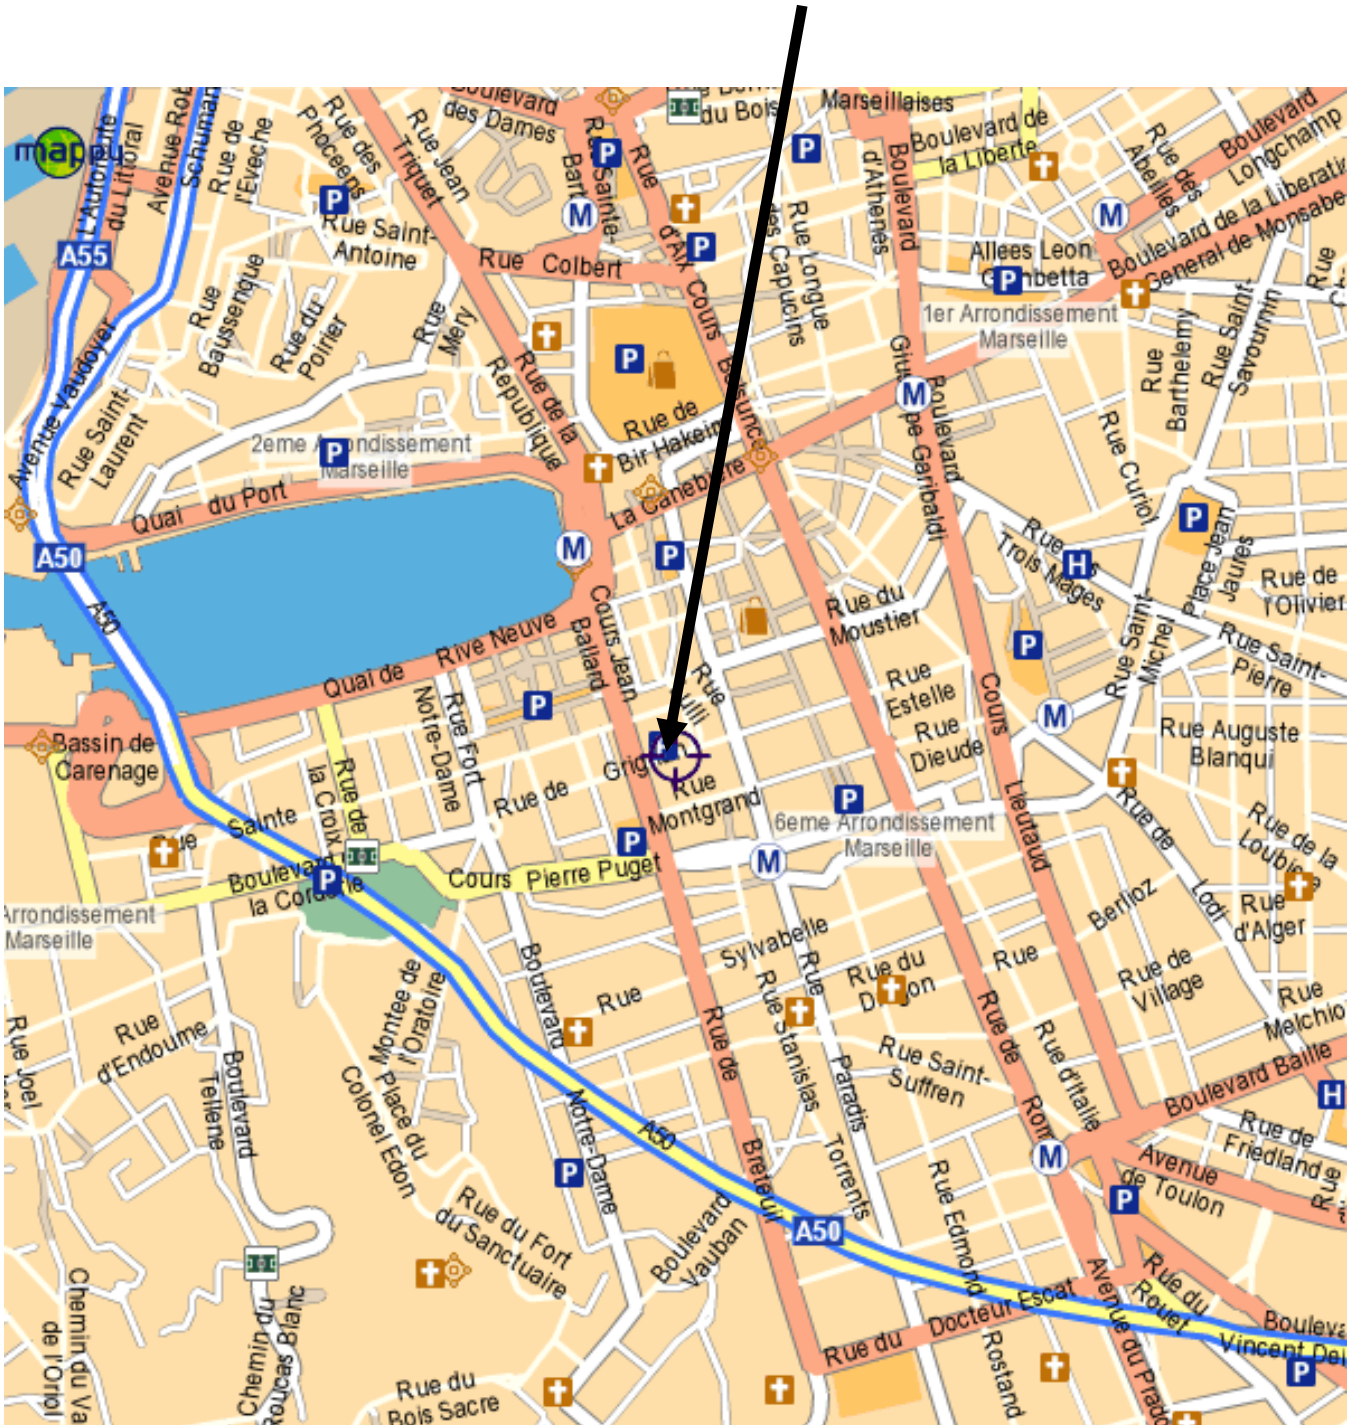 Boulevard
des Dames
du Bois
Marseillaises
Boulevard de
la Liberte
Boulevard
Longchamp
Rue des
Abeilles
mappy
L'Autoroute
du Littoral
Schuman
Rue de
l'Eveche
Rue des
Phoceens
Rue Jean
Triquet
P
P
Rue
d'Aix
M
P
P
d'Athenes
Boulevard
M
Boulevard de la Liberation
General de Monsabert
A55
Rue Saint-
Antoine
Rue Colbert
Cours
Belsunce
des Capucins
Rue Longue
Allees Leon
Gambetta
P
1er Arrondissement
Marseille
Rue
Baussenque
Rue du
Poirier
Rue
Mery
P
Rue
Barthelemy
Rue Saint-
Savournin
Avenue Vaudoyer
Rue Saint-
Laurent
Rue de la
Republique
Rue de
Bir Hakeim
M
Boulevard
Garibaldi
Rue Curiol
2eme Arrondissement
Marseille
P
Quai du Port
La Canebiere
P
Place Jean
Jaures
A50
M
P
Rue des
Trois Mages
H
Rue de
l'Olivier
A50
Quai de Rive Neuve
Cours Jean
Ballard
Rue du
Moustier
P
Rue Saint-
Michel
Rue Saint-
Pierre
Rue
Estelle
Rue
Dieude
Cours
Lieutaud
M
Rue Auguste
Blanqui
Bassin de
Carenage
Rue de
la Croix
Notre-Dame
Rue Fort
P
Rue de
Rue
Montgrand
P
6eme Arrondissement
Marseille
Rue de
Lodi
Rue de la
Loubiere
Sainte
P
M
Boulevard
la Corderie
P
Cours Pierre Puget
Arrondissement
Marseille
Berlioz
Rue
d'Alger
Sylvabelle
Rue du
Dragon
Rue
Rue de
Village
Rue
Rue Joel
Rue
d'Endoume
Montee de
l'Oratoire
Boulevard
Notre-Dame
Rue de
Breteuil
Rue Stanislas
Torrents
Rue
Paradis
Rue Saint-
Suffren
Rue de
Rome
Rue d'Italie
Boulevard Baille
H
Boulevard
Tellene
Place du
Colonel Edon
A50
M
Avenue
de Toulon
Rue de
Friedland
P
P
Rue du Fort
du Sanctuaire
Boulevard
Vauban
A50
Rue Edmond
Rostand
Rue du
Rouet
Chemin du
Roucas Blanc
de l'Oriol
Rue du Docteur Escat
Avenue du Prado
P
Rue du
Bois Sacre